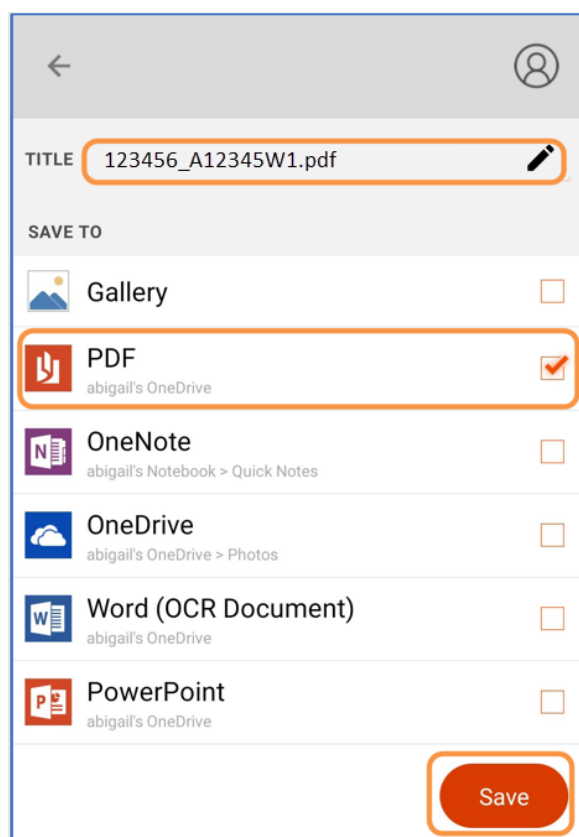 TITLE 123456_A12345W1.pdf
SAVE TO
Gallery
PDF
abigail's OneDrive
OneNote
abigail's Notebook > Quick Notes
OneDrive
abigail's OneDrive > Photos
Word (OCR Document)
abigail's OneDrive
PowerPoint
abigail's OneDrive
Save